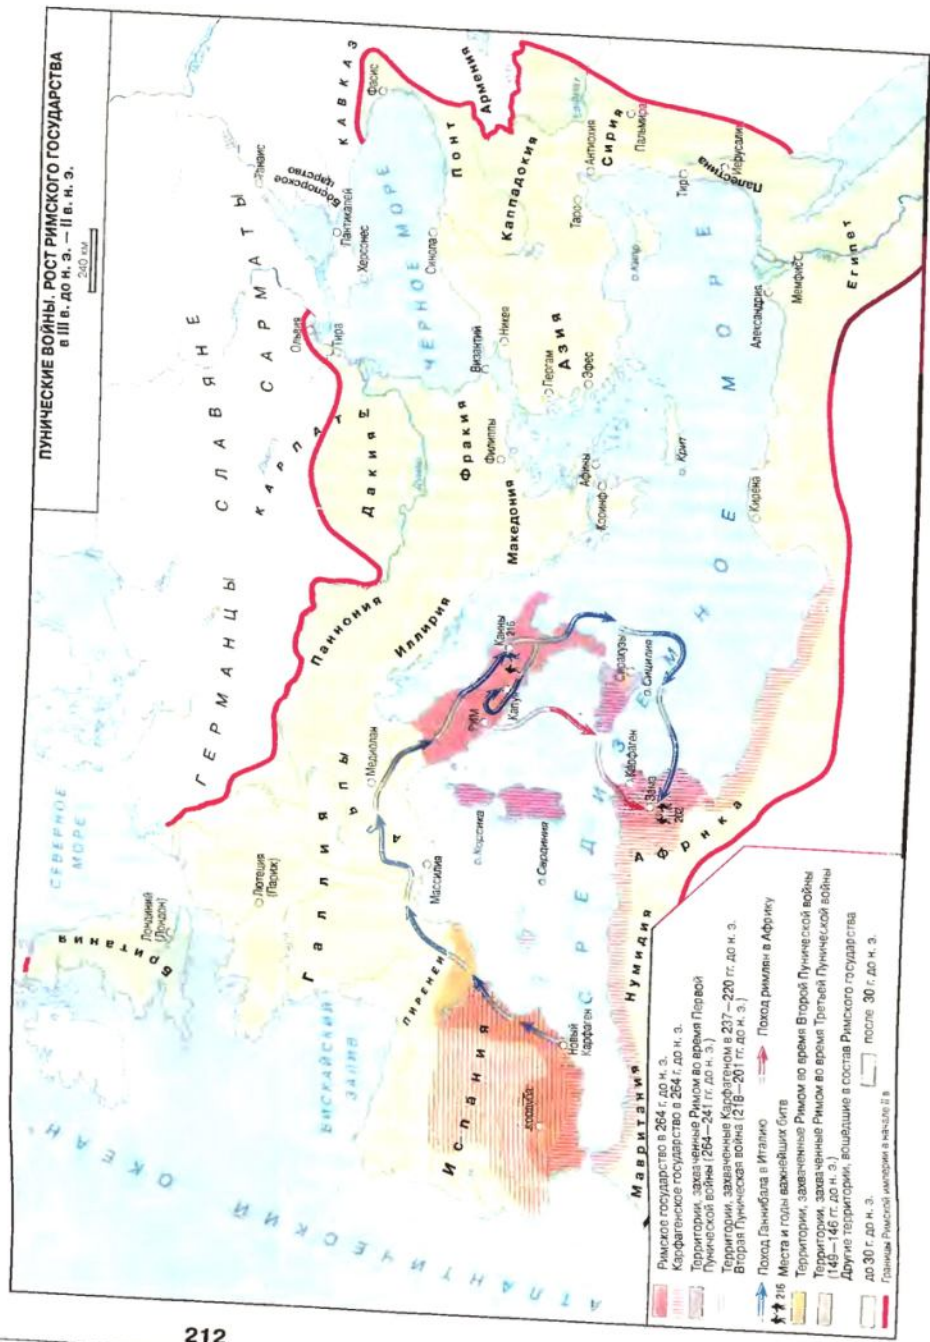 ПУНИЧЕСКИЕ ВОЙНЫ. РОСТ РИМСКОГО ГОСУДАРСТВА
в III в. до н. э. — II в. н. э.
240 км
АТЛАНТИЧЕСКИЙ ОКЕАН
СЕВЕРНОЕ
МОРЕ
БИСКАЙСКИЙ
ЗАЛИВ
Британия
Лондиний
(Лондон)
Лютеция
(Париж)
Галлия
ГЕРМАНЦЫ
СЛАВЯНЕ
САРМАТЫ
КАРПАТЫ
КАВКАЗ
Фасис
Танаис
Боспорское
царство
Пантикапей
Херсонес
Ольвия
Тира
ЧЕРНОЕ МОРЕ
Синопа
Понт
Армения
Каппадокия
Сирия
Антиохия
Пальмира
Тарс
Тир
Палестина
Иерусалим
о. Кипр
Египет
Мемфис
Александрия
Дакия
Паннония
Иллирия
Фракия
Византий
Никея
Филиппы
Македония
Пергам
Азия
Эфес
Афины
Коринф
о. Крит
Кирена
СРЕДИЗЕМНОЕ МОРЕ
Альпы
Медиолан
Массилия
ПИРЕНЕИ
Испания
Новый
Карфаген
о. Корсика
о. Сардиния
РИМ
Капуя
Канны
216
Сиракузы
о. Сицилия
Карфаген
Зама
202
Африка
Нумидия
Мавритания
Римское государство в 264 г. до н. э.
Карфагенское государство в 264 г. до н. э.
Территории, захваченные Римом во время Первой
Пунической войны (264—241 гг. до н. э.)
Территории, захваченные Карфагеном в 237—220 гг. до н. э.
Вторая Пуническая война (218—201 гг. до н. э.)
Поход Ганнибала в Италию
Поход римлян в Африку
216 Места и годы важнейших битв
Территории, захваченные Римом во время Второй Пунической войны
Территории, захваченные Римом во время Третьей Пунической войны
(149—146 гг. до н. э.)
Другие территории, вошедшие в состав Римского государства
до 30 г. до н. э.
после 30 г. до н. э.
Границы Римской империи в начале II в
212